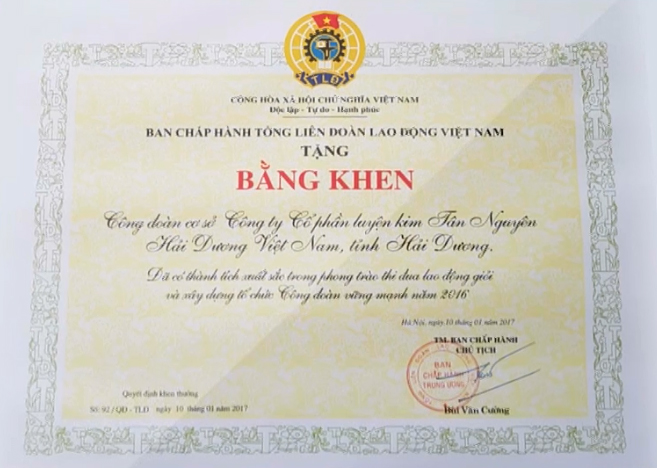 TLĐ
CỘNG HÒA XÃ HỘI CHỦ NGHĨA VIỆT NAM
Độc lập - Tự do - Hạnh phúc
BAN CHẤP HÀNH TỔNG LIÊN ĐOÀN LAO ĐỘNG VIỆT NAM
TẶNG
BẰNG KHEN
Công đoàn cơ sở Công ty Cổ phần luyện kim Tân Nguyên
Hải Dương Việt Nam, tỉnh Hải Dương.
Đã có thành tích xuất sắc trong phong trào thi đua lao động giỏi
và xây dựng tổ chức Công đoàn vững mạnh năm 2016
Hà Nội, ngày 10 tháng 01 năm 2017
TM. BAN CHẤP HÀNH
CHỦ TỊCH
BAN
CHẤP HÀNH
TRUNG ƯƠNG
Bùi Văn Cường
Quyết định khen thưởng
Số: 92 / QĐ - TLĐ ngày 10 tháng 01 năm 2017